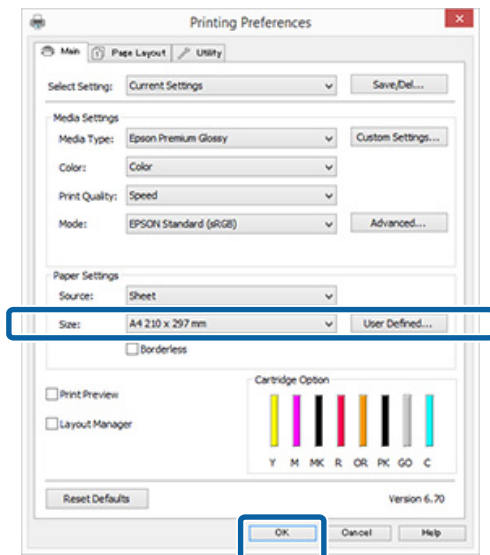 Printing Preferences
Main Page Layout Utility
Select Setting: Current Settings Save/Del...
Media Settings
Media Type: Epson Premium Glossy Custom Settings...
Color: Color
Print Quality: Speed
Mode: EPSON Standard (sRGB) Advanced...
Paper Settings
Source: Sheet
Size: A4 210 x 297 mm User Defined...
Borderless
Cartridge Option
Print Preview
Layout Manager
Y M MK R OR PK GO C
Reset Defaults Version 6.70
OK Cancel Help